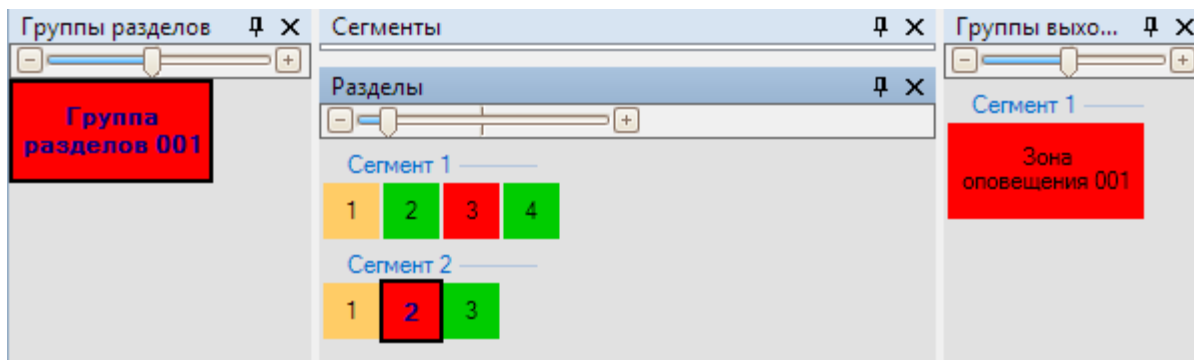 Группы разделов
Группа
разделов 001
Сегменты
Разделы
Сегмент 1
1 2 3 4
Сегмент 2
1 2 3
Группы выхо...
Сегмент 1
Зона
оповещения 001